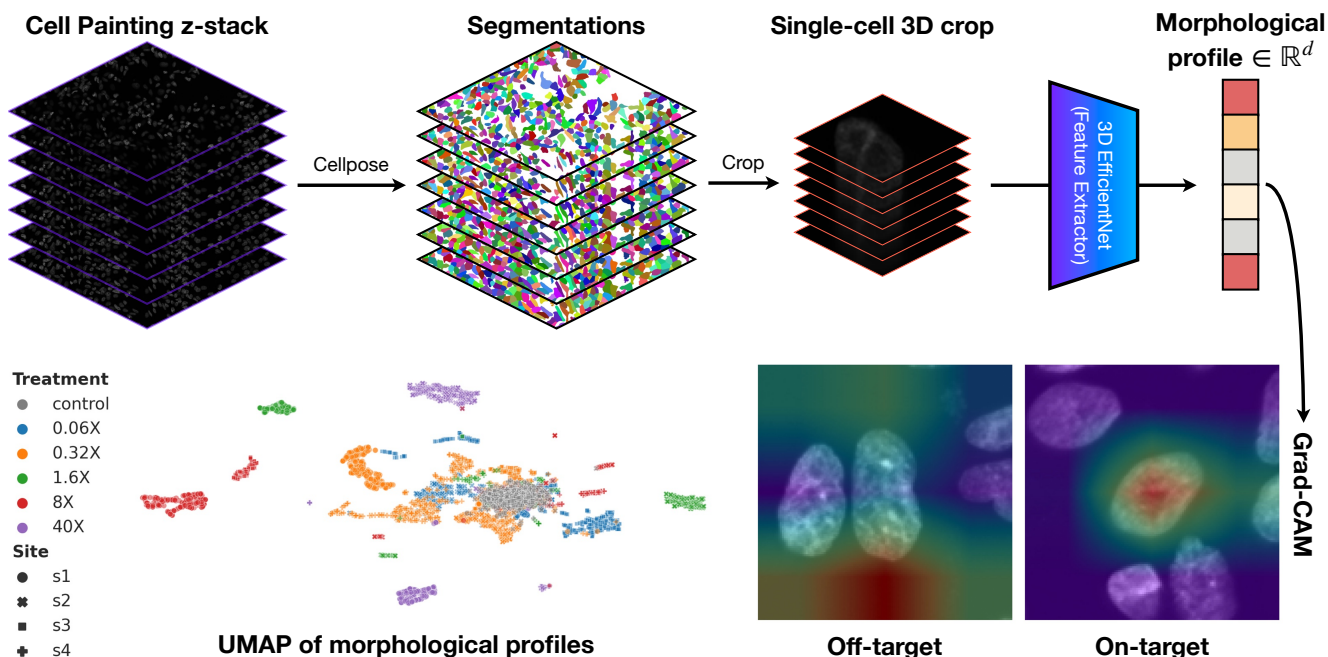 Cell Painting z-stack
Segmentations
Single-cell 3D crop
Morphological
profile ∈ ℝᵈ
Cellpose
Crop
3D EfficientNet
(Feature Extractor)
Grad-CAM
Treatment
control
0.06X
0.32X
1.6X
8X
40X
Site
s1
s2
s3
s4
UMAP of morphological profiles
Off-target
On-target